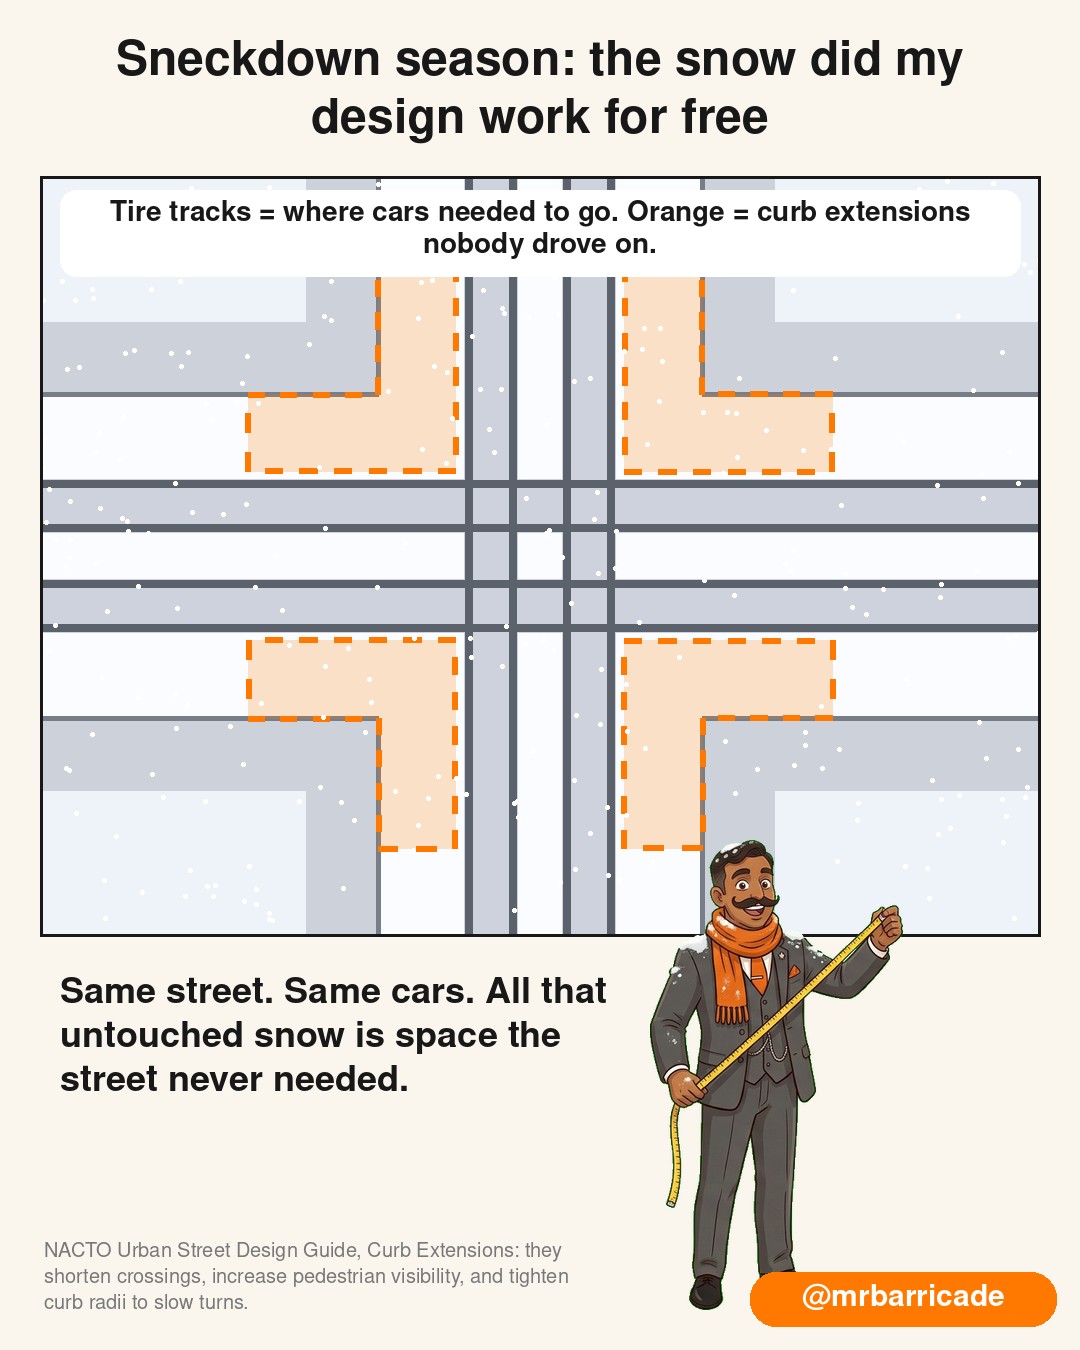 Sneckdown season: the snow did my
design work for free
Tire tracks = where cars needed to go. Orange = curb extensions
nobody drove on.
Same street. Same cars. All that
untouched snow is space the
street never needed.
NACTO Urban Street Design Guide, Curb Extensions: they
shorten crossings, increase pedestrian visibility, and tighten
curb radii to slow turns.
@mrbarricade